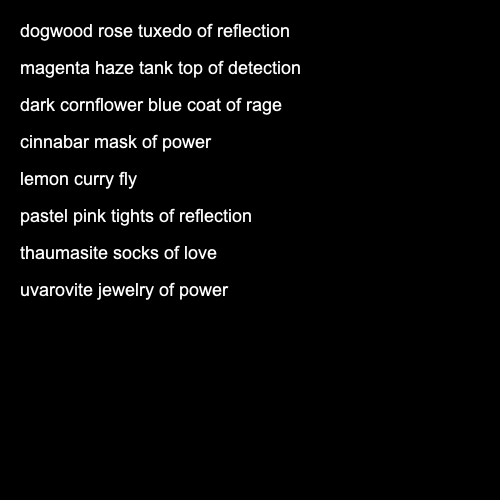 dogwood rose tuxedo of reflection
magenta haze tank top of detection
dark cornflower blue coat of rage
cinnabar mask of power
lemon curry fly
pastel pink tights of reflection
thaumasite socks of love
uvarovite jewelry of power